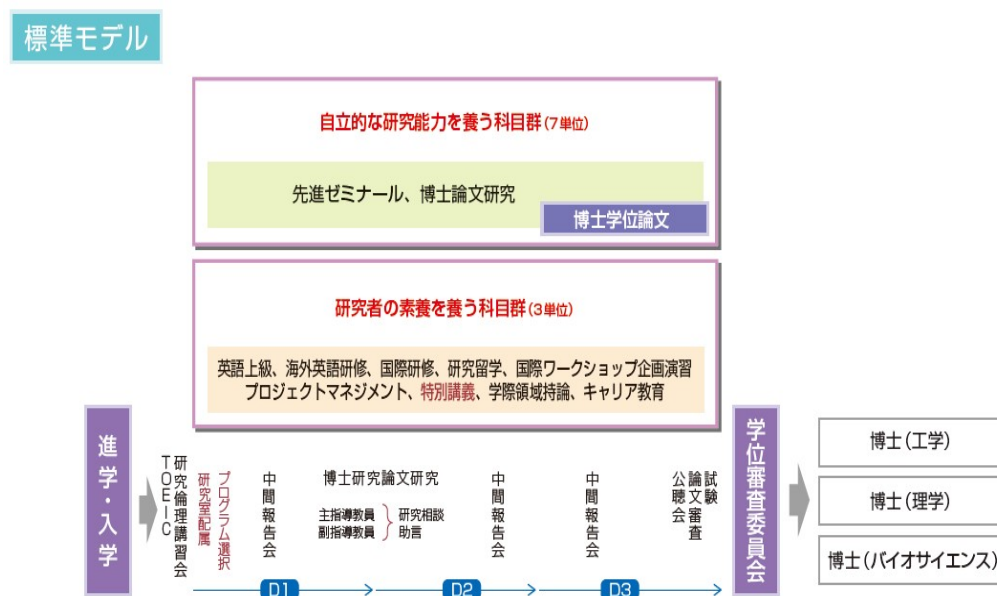 標準モデル
自立的な研究能力を養う科目群(7単位)
先進ゼミナール、博士論文研究
博士学位論文
研究者の素養を養う科目群(3単位)
英語上級、海外英語研修、国際研修、研究留学、国際ワークショップ企画演習
プロジェクトマネジメント、特別講義、学際領域持論、キャリア教育
進学・入学
研究倫理講習会
TOEIC
プログラム選択
研究室配属
中間報告会
博士研究論文研究
主指導教員
副指導教員
研究相談
助言
中間報告会
中間報告会
試験
論文審査
公聴会
学位審査委員会
博士(工学)
博士(理学)
博士(バイオサイエンス)
D1
D2
D3